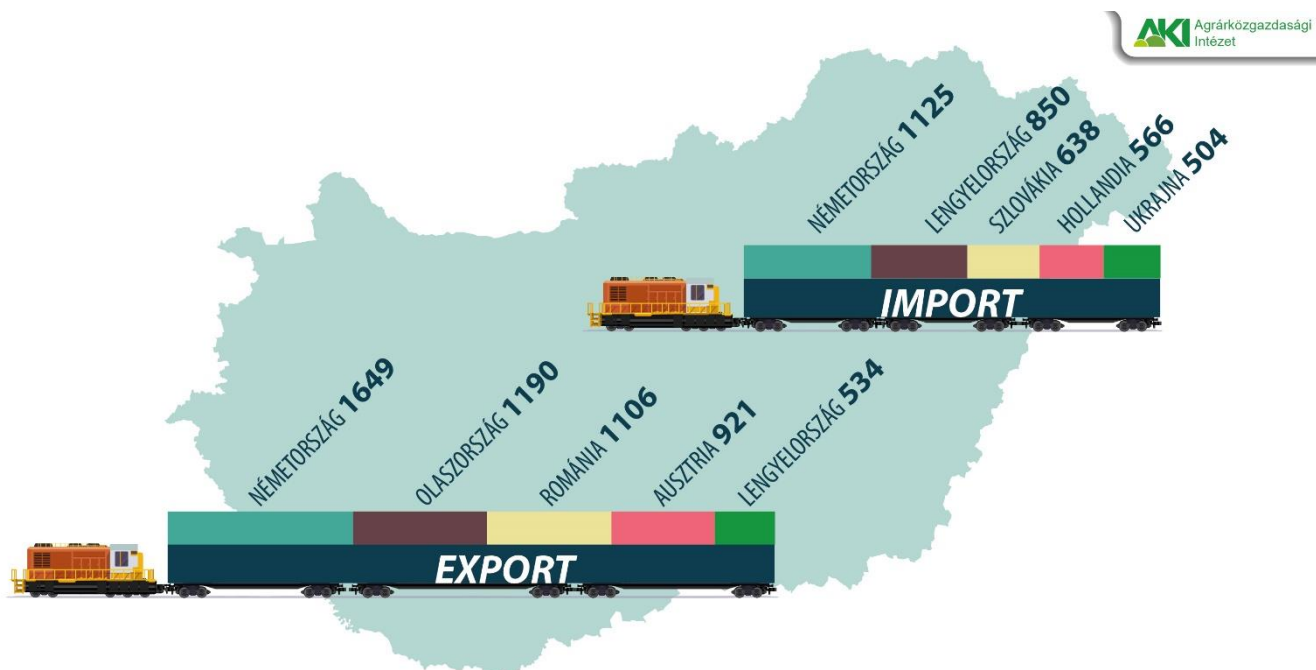 AKI Agrárközgazdasági
Intézet
NÉMETORSZÁG 1125
LENGYELORSZÁG 850
SZLOVÁKIA 638
HOLLANDIA 566
UKRAJNA 504
IMPORT
NÉMETORSZÁG 1649
OLASZORSZÁG 1190
ROMÁNIA 1106
AUSZTRIA 921
LENGYELORSZÁG 534
EXPORT